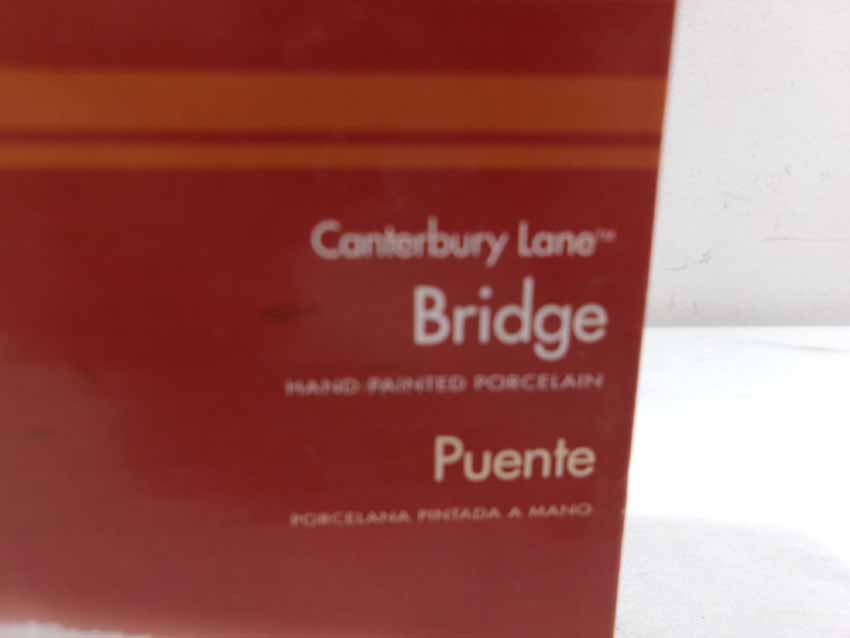 Canterbury Lane™
Bridge
HAND-PAINTED PORCELAIN
Puente
PORCELANA PINTADA A MANO